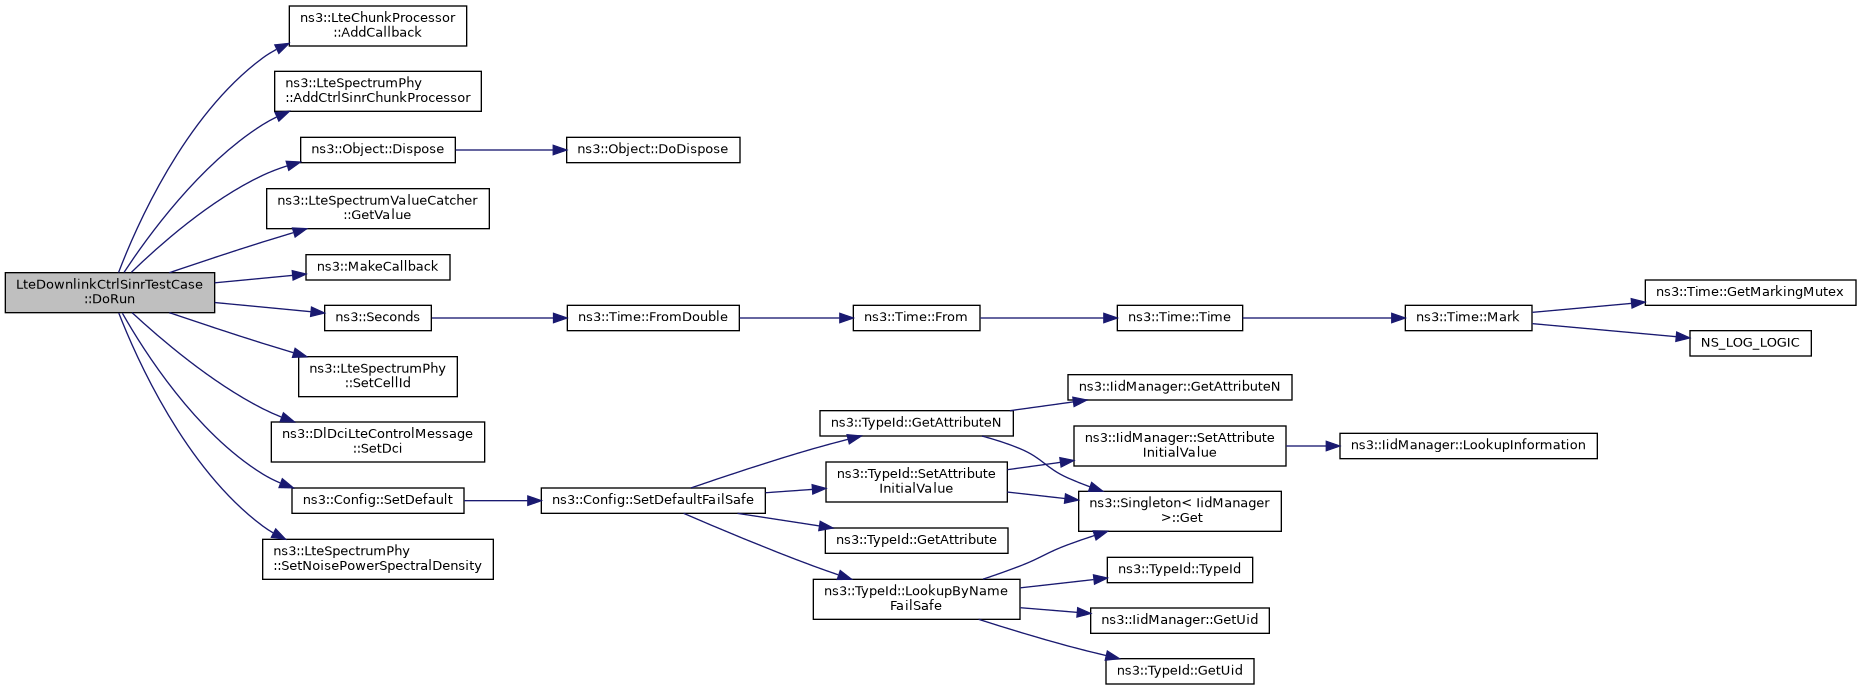 LteDownlinkCtrlSinrTestCase
::DoRun
ns3::LteChunkProcessor
::AddCallback
ns3::LteSpectrumPhy
::AddCtrlSinrChunkProcessor
ns3::Object::Dispose
ns3::Object::DoDispose
ns3::LteSpectrumValueCatcher
::GetValue
ns3::MakeCallback
ns3::Seconds
ns3::Time::FromDouble
ns3::Time::From
ns3::Time::Time
ns3::Time::Mark
ns3::Time::GetMarkingMutex
NS_LOG_LOGIC
ns3::LteSpectrumPhy
::SetCellId
ns3::DlDciLteControlMessage
::SetDci
ns3::Config::SetDefault
ns3::Config::SetDefaultFailSafe
ns3::TypeId::GetAttributeN
ns3::IidManager::GetAttributeN
ns3::TypeId::SetAttribute
InitialValue
ns3::IidManager::SetAttribute
InitialValue
ns3::IidManager::LookupInformation
ns3::Singleton< IidManager
>::Get
ns3::TypeId::GetAttribute
ns3::TypeId::LookupByName
FailSafe
ns3::TypeId::TypeId
ns3::IidManager::GetUid
ns3::TypeId::GetUid
ns3::LteSpectrumPhy
::SetNoisePowerSpectralDensity